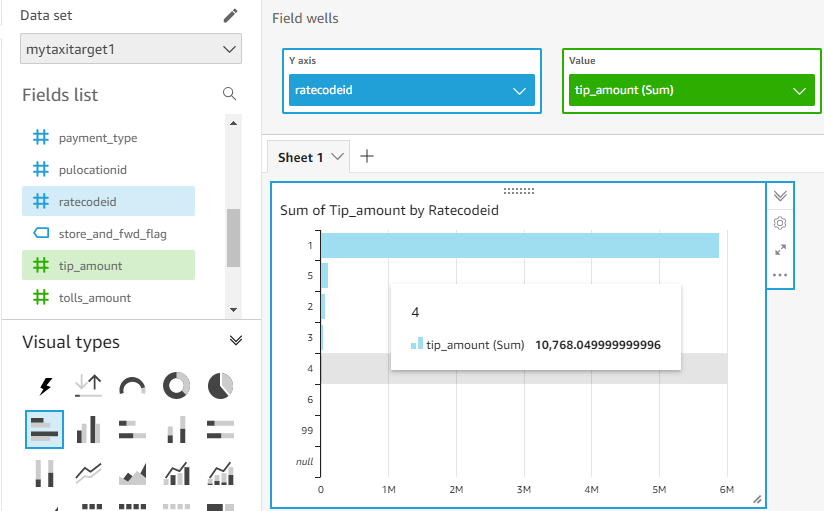 Data set
mytaxitarget1
Fields list
payment_type
pulocationid
ratecodeid
store_and_fwd_flag
tip_amount
tolls_amount
Visual types
Field wells
Y axis
ratecodeid
Value
tip_amount (Sum)
Sheet 1
Sum of Tip_amount by Ratecodeid
1
5
2
3
4
6
99
null
4
tip_amount (Sum) 10,768.049999999996
0 1M 2M 3M 4M 5M 6M